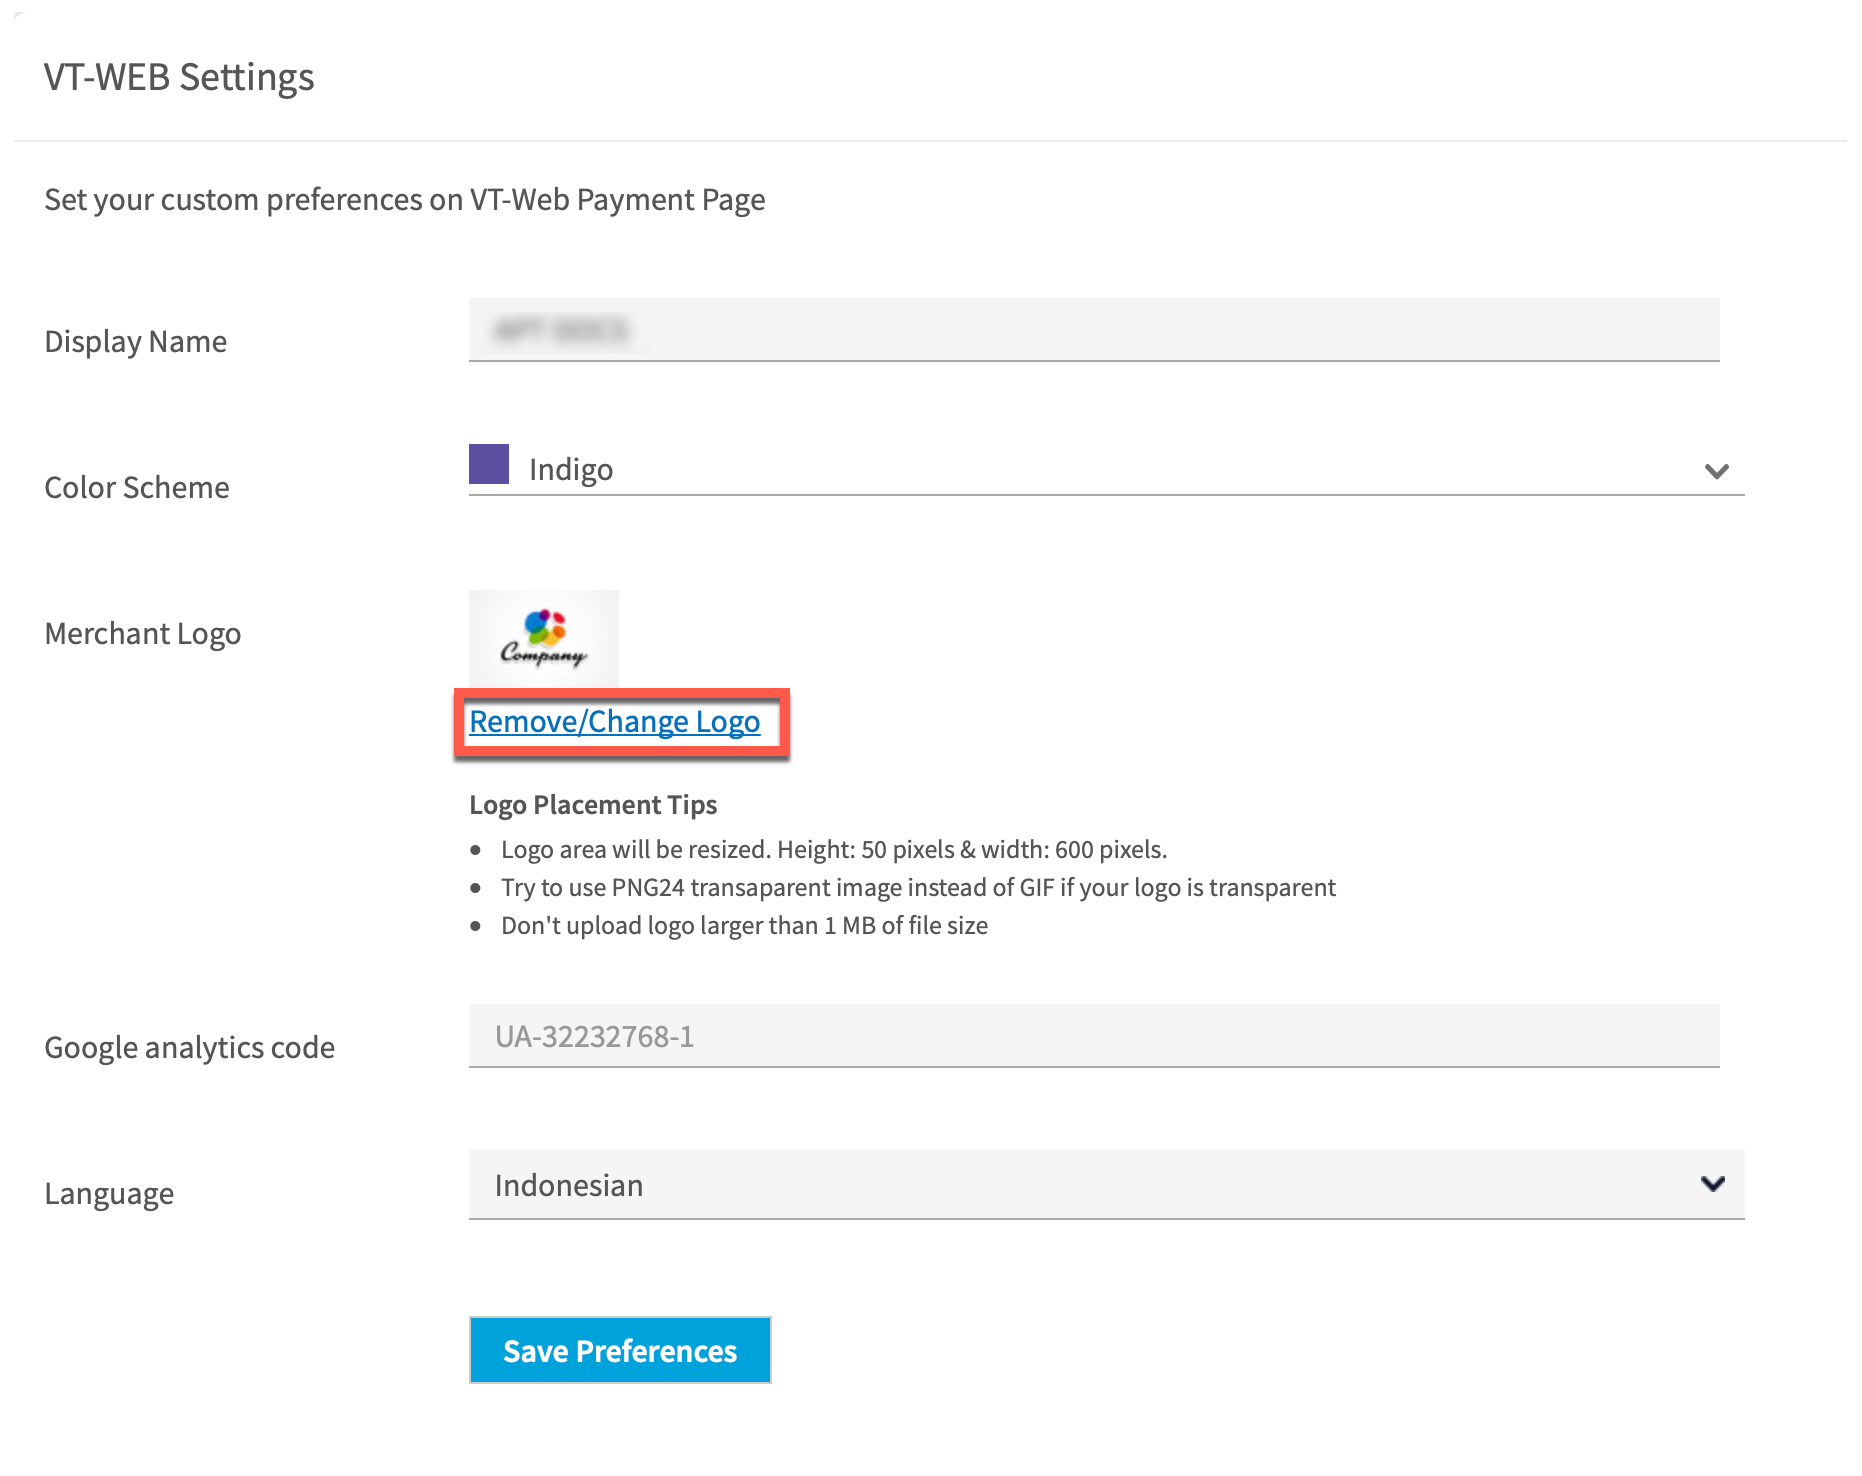 VT-WEB Settings
Set your custom preferences on VT-Web Payment Page
Display Name
Color Scheme
Indigo
Merchant Logo
Company
Remove/Change Logo
Logo Placement Tips
• Logo area will be resized. Height: 50 pixels & width: 600 pixels.
• Try to use PNG24 transaparent image instead of GIF if your logo is transparent
• Don't upload logo larger than 1 MB of file size
Google analytics code
UA-32232768-1
Language
Indonesian
Save Preferences